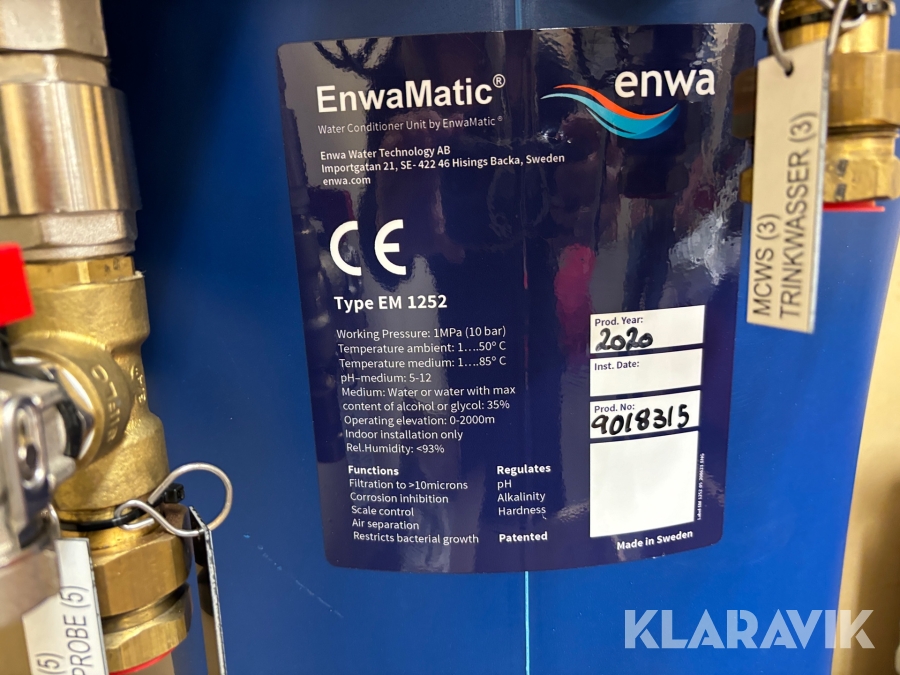 EnwaMatic®
enwa
Water Conditioner Unit by EnwaMatic ®
Enwa Water Technology AB
Importgatan 21, SE- 422 46 Hisings Backa, Sweden
enwa.com
CE
Type EM 1252
Working Pressure: 1MPa (10 bar)
Temperature ambient: 1....50° C
Temperature medium: 1....85° C
pH–medium: 5-12
Medium: Water or water with max
content of alcohol or glycol: 35%
Operating elevation: 0-2000m
Indoor installation only
Rel.Humidity: <93%
Functions
Filtration to >10microns
Corrosion inhibition
Scale control
Air separation
Restricts bacterial growth
Regulates
pH
Alkalinity
Hardness
Patented
Prod. Year:
2020
Inst. Date:
Prod. No:
9018315
Made in Sweden
MCWS (3)
TRINKWASSER (3)
(5)
PROBE (5)
KLARAVIK